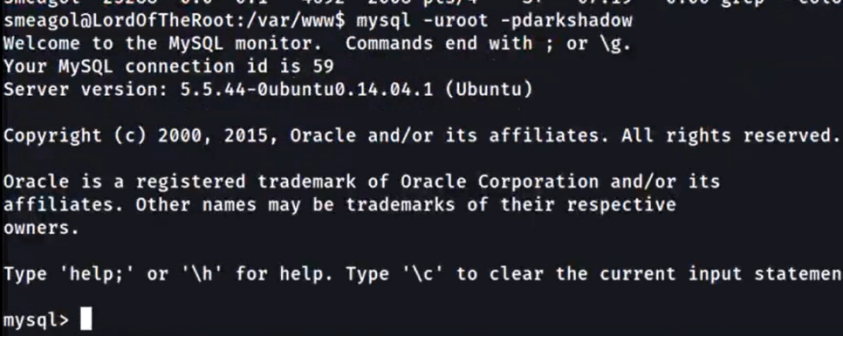 smeagol@LordOfTheRoot:/var/www$ mysql -uroot -pdarkshadow
Welcome to the MySQL monitor.  Commands end with ; or \g.
Your MySQL connection id is 59
Server version: 5.5.44-0ubuntu0.14.04.1 (Ubuntu)
Copyright (c) 2000, 2015, Oracle and/or its affiliates. All rights reserved.
Oracle is a registered trademark of Oracle Corporation and/or its
affiliates. Other names may be trademarks of their respective
owners.
Type 'help;' or '\h' for help. Type '\c' to clear the current input statemen
mysql>